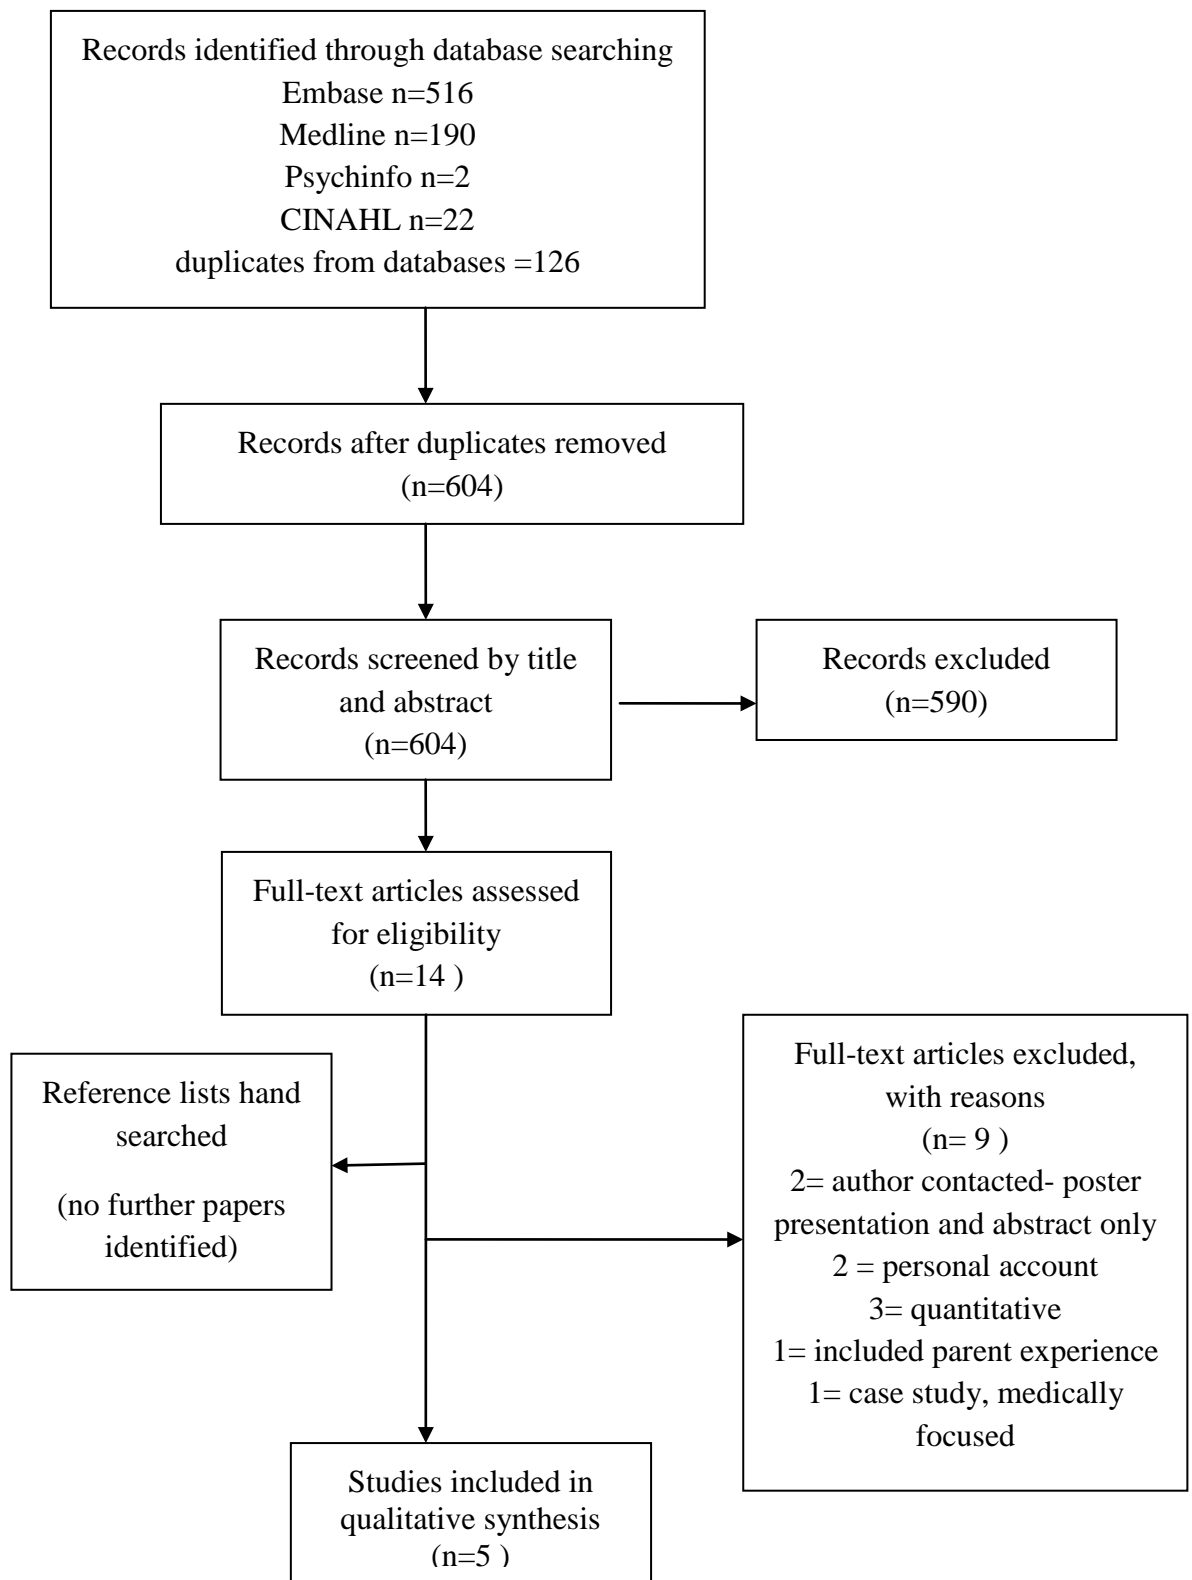 Records identified through database searching
Embase n=516
Medline n=190
Psychinfo n=2
CINAHL n=22
duplicates from databases =126
Records after duplicates removed
(n=604)
Records screened by title
and abstract
(n=604)
Records excluded
(n=590)
Full-text articles assessed
for eligibility
(n=14 )
Reference lists hand
searched
(no further papers
identified)
Full-text articles excluded,
with reasons
(n= 9 )
2= author contacted- poster
presentation and abstract only
2 = personal account
3= quantitative
1= included parent experience
1= case study, medically
focused
Studies included in
qualitative synthesis
(n=5 )